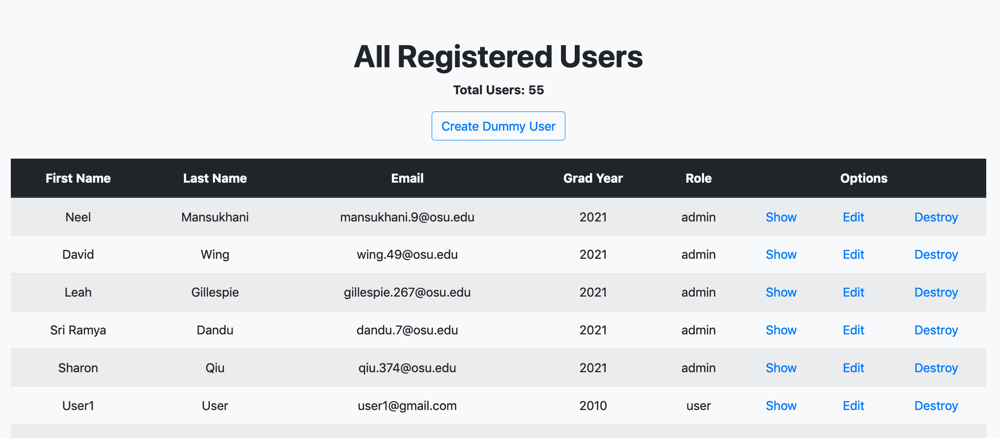 All Registered Users
Total Users: 55
Create Dummy User
First Name Last Name Email Grad Year Role Options
Neel Mansukhani mansukhani.9@osu.edu 2021 admin Show Edit Destroy
David Wing wing.49@osu.edu 2021 admin Show Edit Destroy
Leah Gillespie gillespie.267@osu.edu 2021 admin Show Edit Destroy
Sri Ramya Dandu dandu.7@osu.edu 2021 admin Show Edit Destroy
Sharon Qiu qiu.374@osu.edu 2021 admin Show Edit Destroy
User1 User user1@gmail.com 2010 user Show Edit Destroy